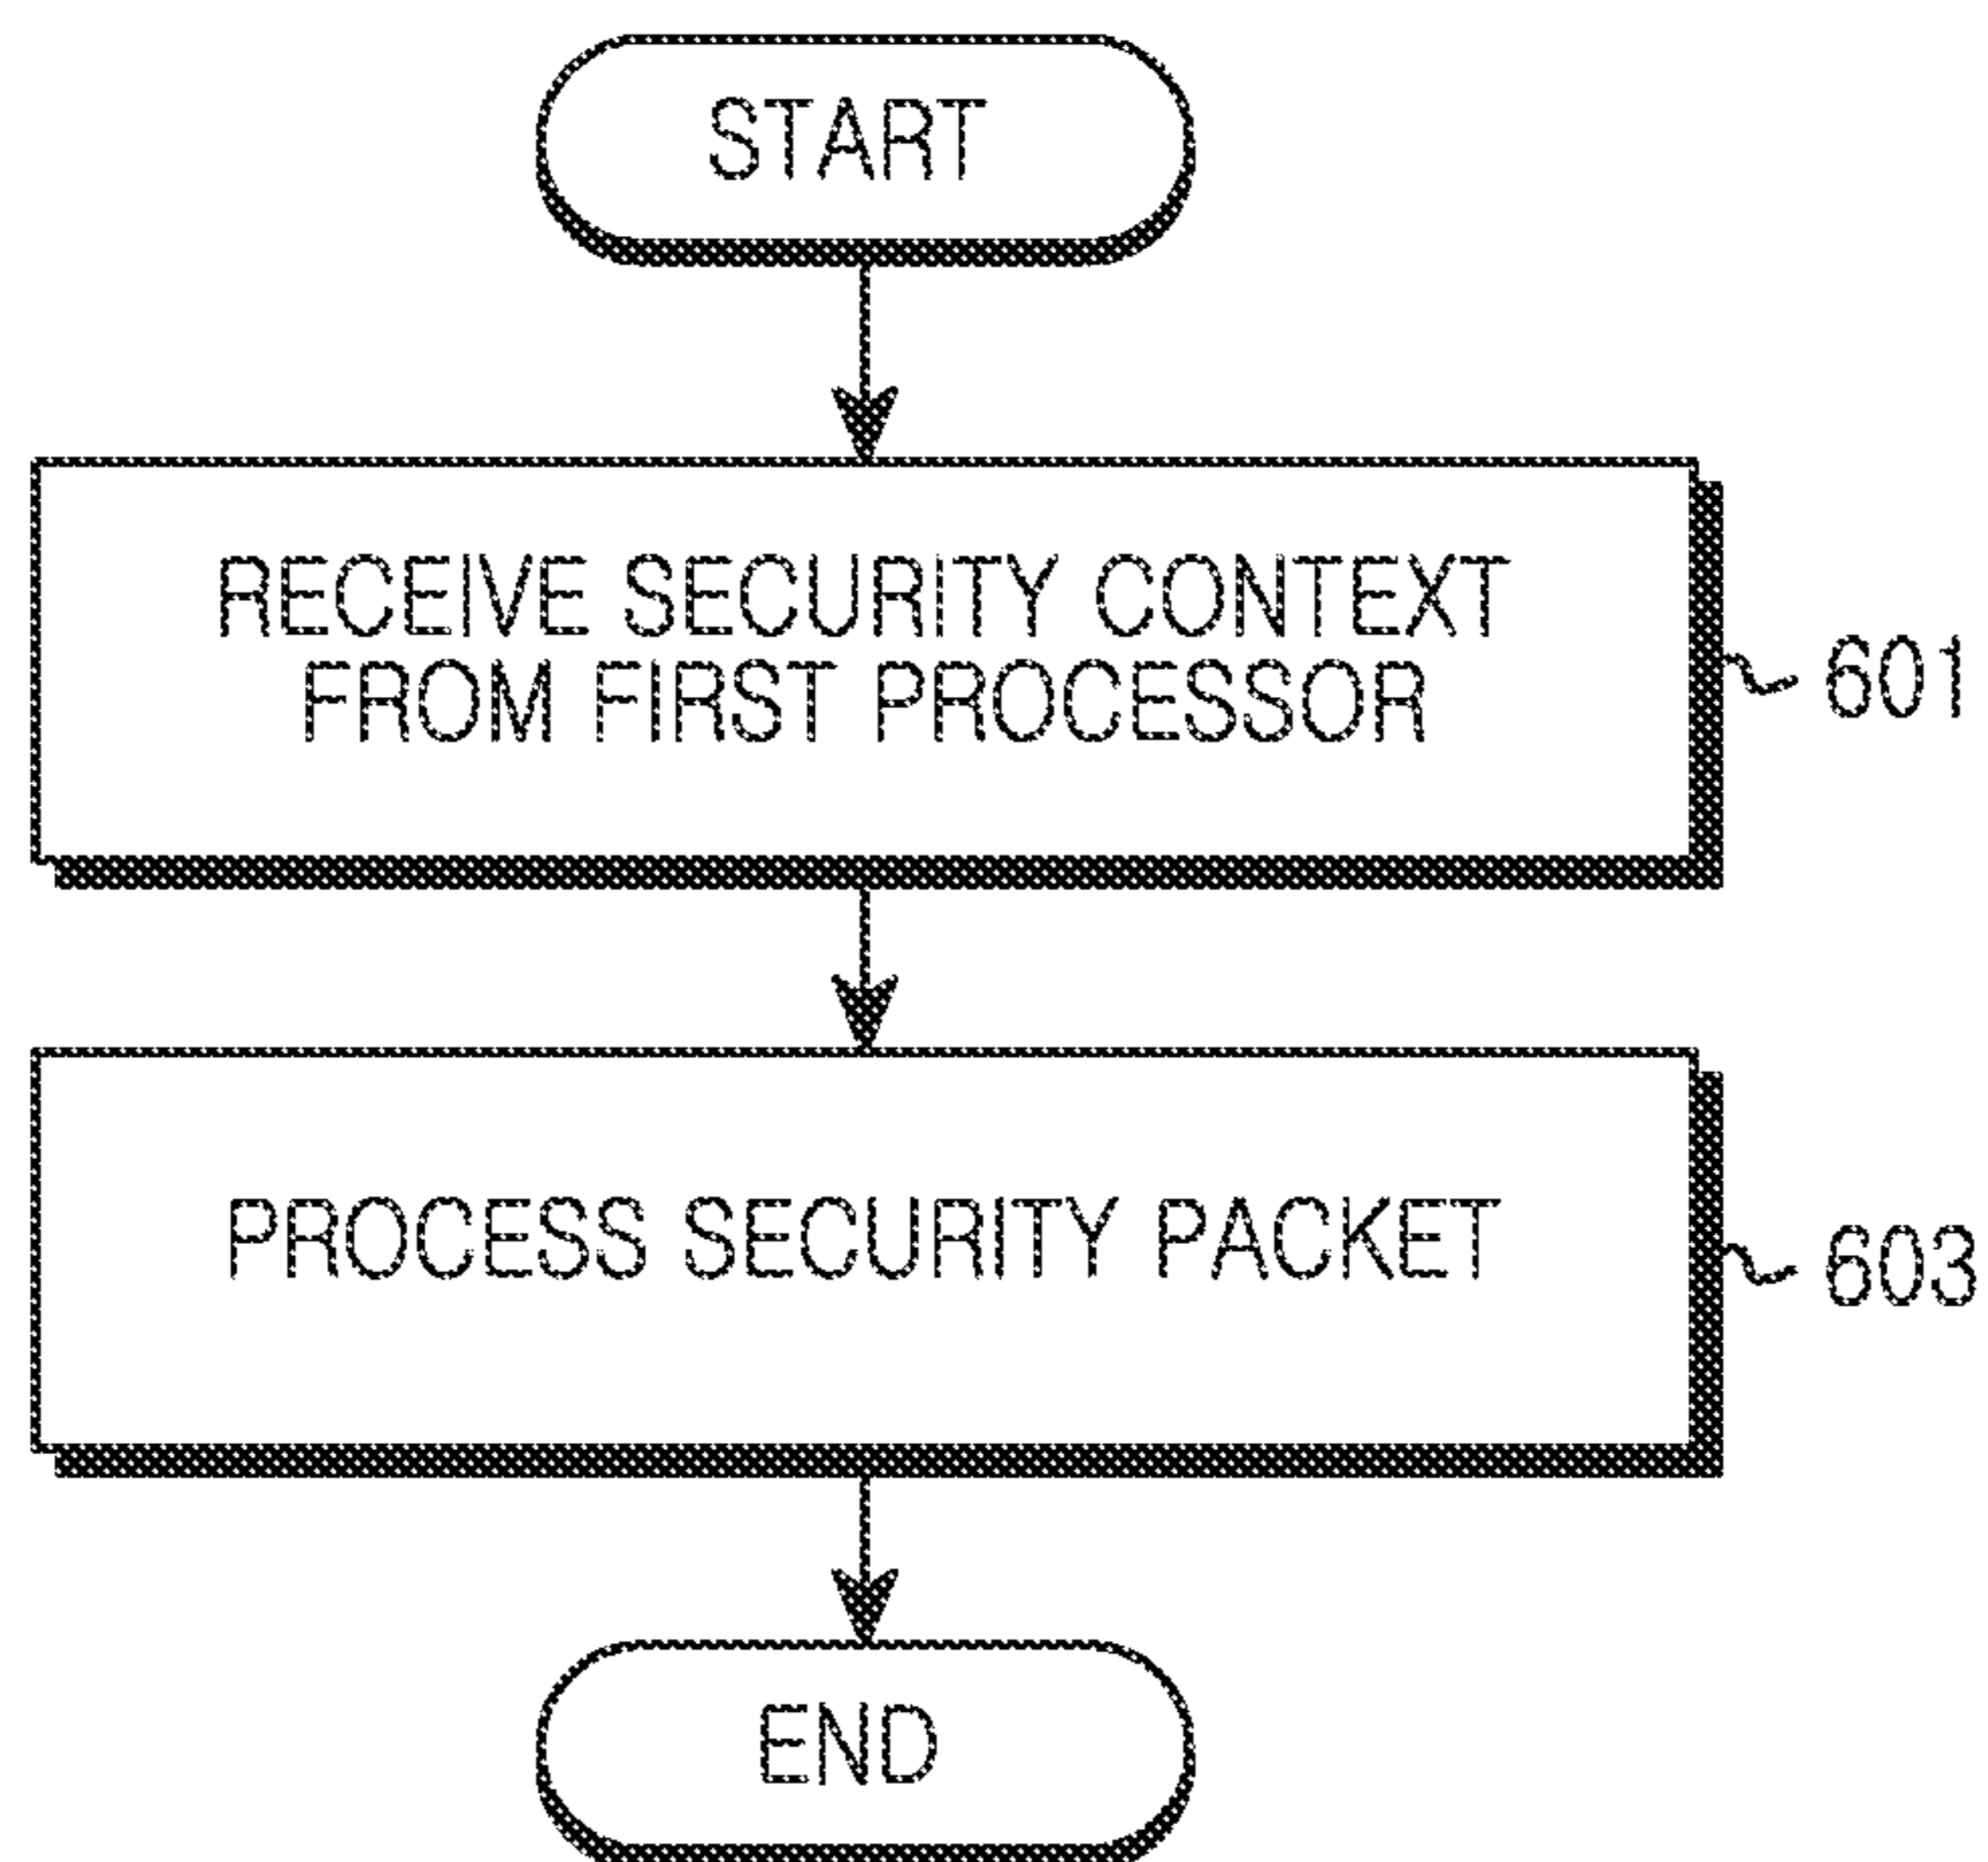 START
RECEIVE SECURITY CONTEXT
FROM FIRST PROCESSOR
601
PROCESS SECURITY PACKET
603
END